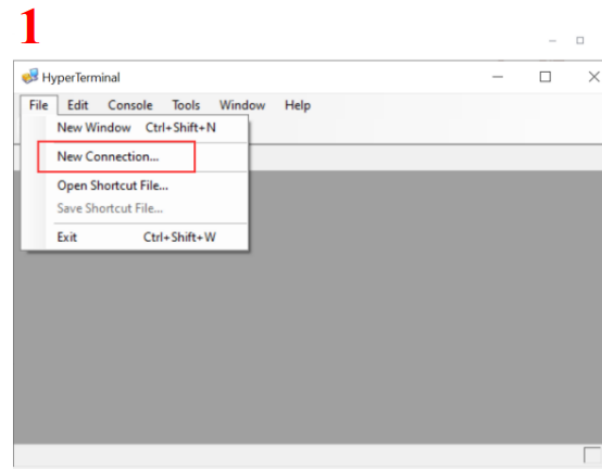 1
HyperTerminal
File Edit Console Tools Window Help
New Window Ctrl+Shift+N
New Connection...
Open Shortcut File...
Save Shortcut File...
Exit Ctrl+Shift+W